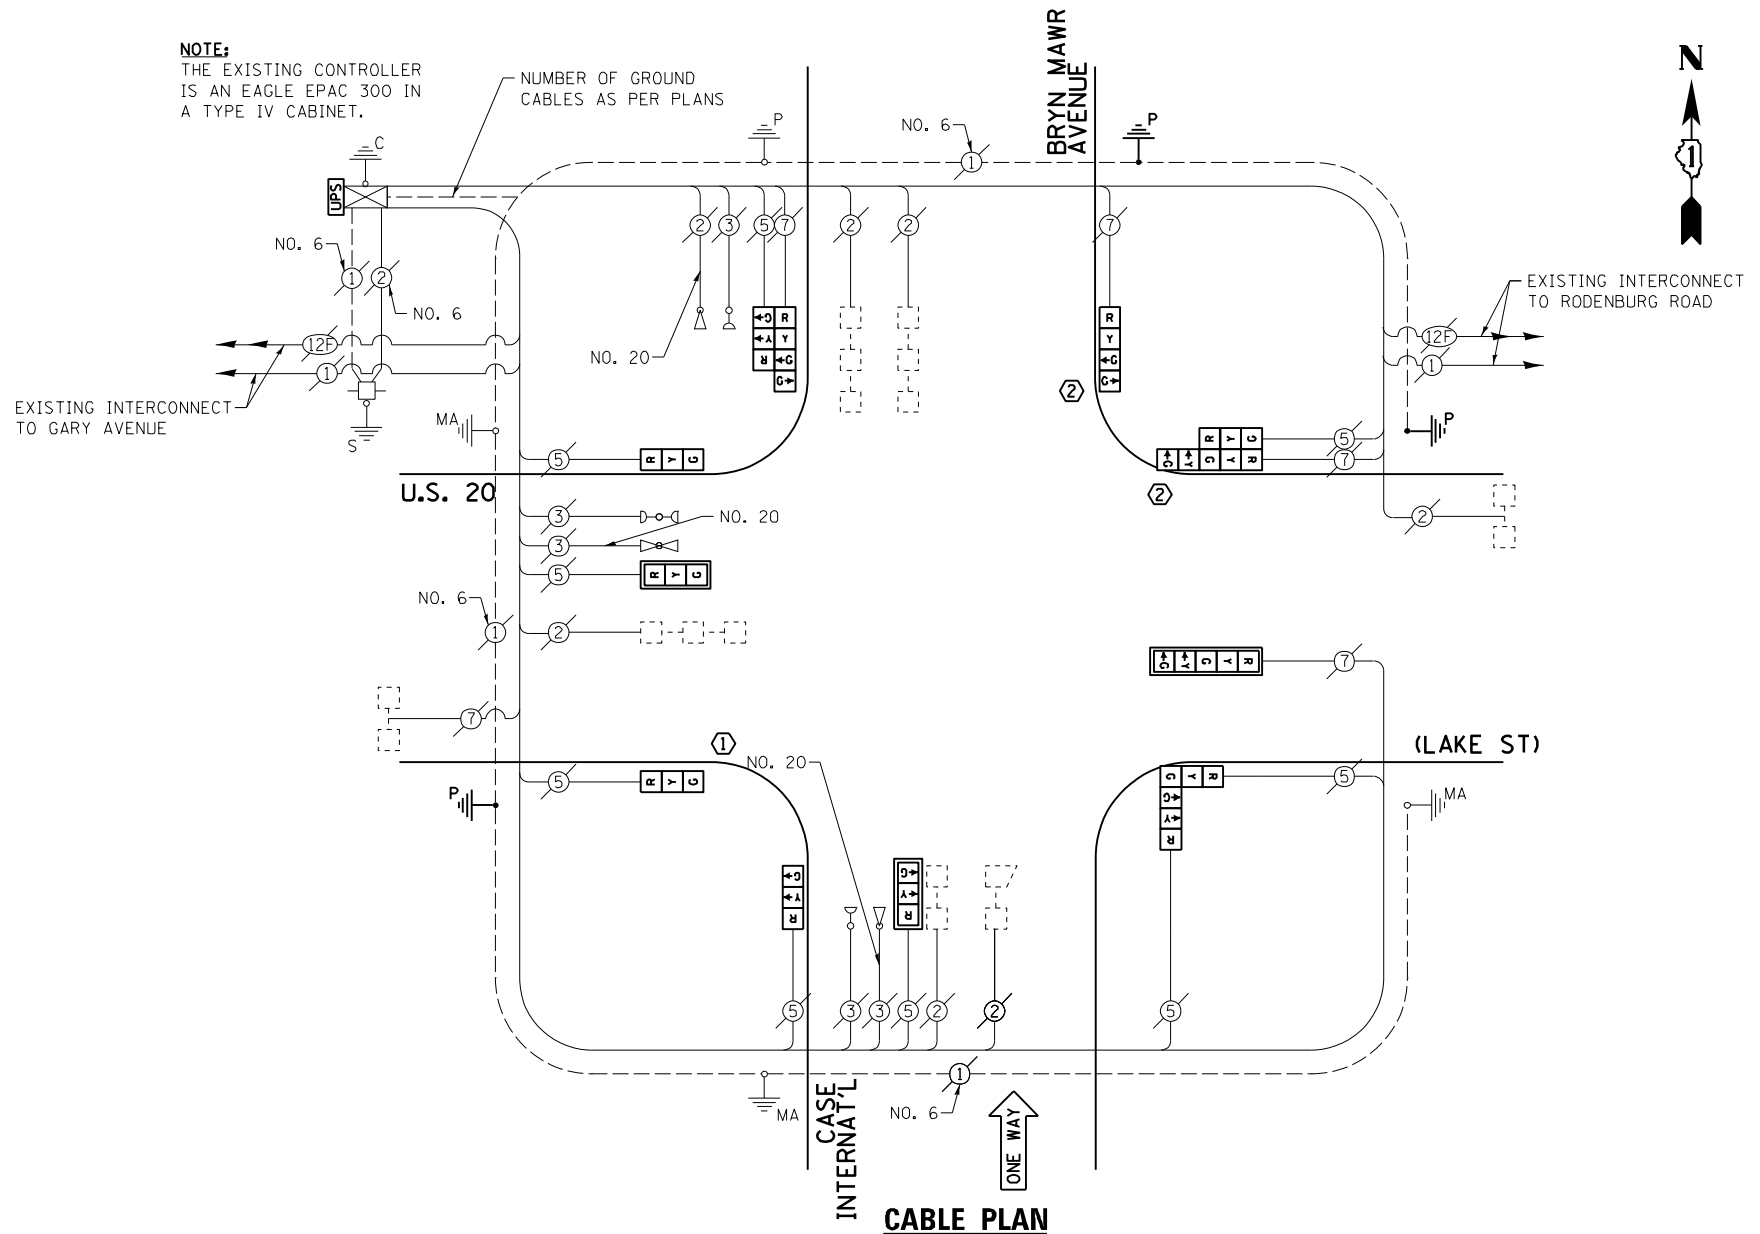 NOTE:
THE EXISTING CONTROLLER
IS AN EAGLE EPAC 300 IN
A TYPE IV CABINET.
NUMBER OF GROUND
CABLES AS PER PLANS
BRYN MAWR
AVENUE
N
1
C
P
NO. 6
1
P
UPS
2
3
5
7
2
2
7
NO. 6
1
2
NO. 6
EXISTING INTERCONNECT
TO RODENBURG ROAD
12F
1
12F
1
NO. 20
G Y R
R Y G G
R Y G G
2
EXISTING INTERCONNECT
TO GARY AVENUE
S
MA
P
5
R Y G
R Y G
5
G Y G Y R
7
U.S. 20
2
3
NO. 20
2
3
5
R Y G
NO. 6
1
2
G Y G Y R
7
7
1
NO. 20
(LAKE ST)
P
5
R Y G
G Y R
5
G Y R
MA
G Y R
G Y R
5
3
3
5
2
2
5
1
MA
NO. 6
CASE
INTERNAT'L
ONE WAY
CABLE PLAN